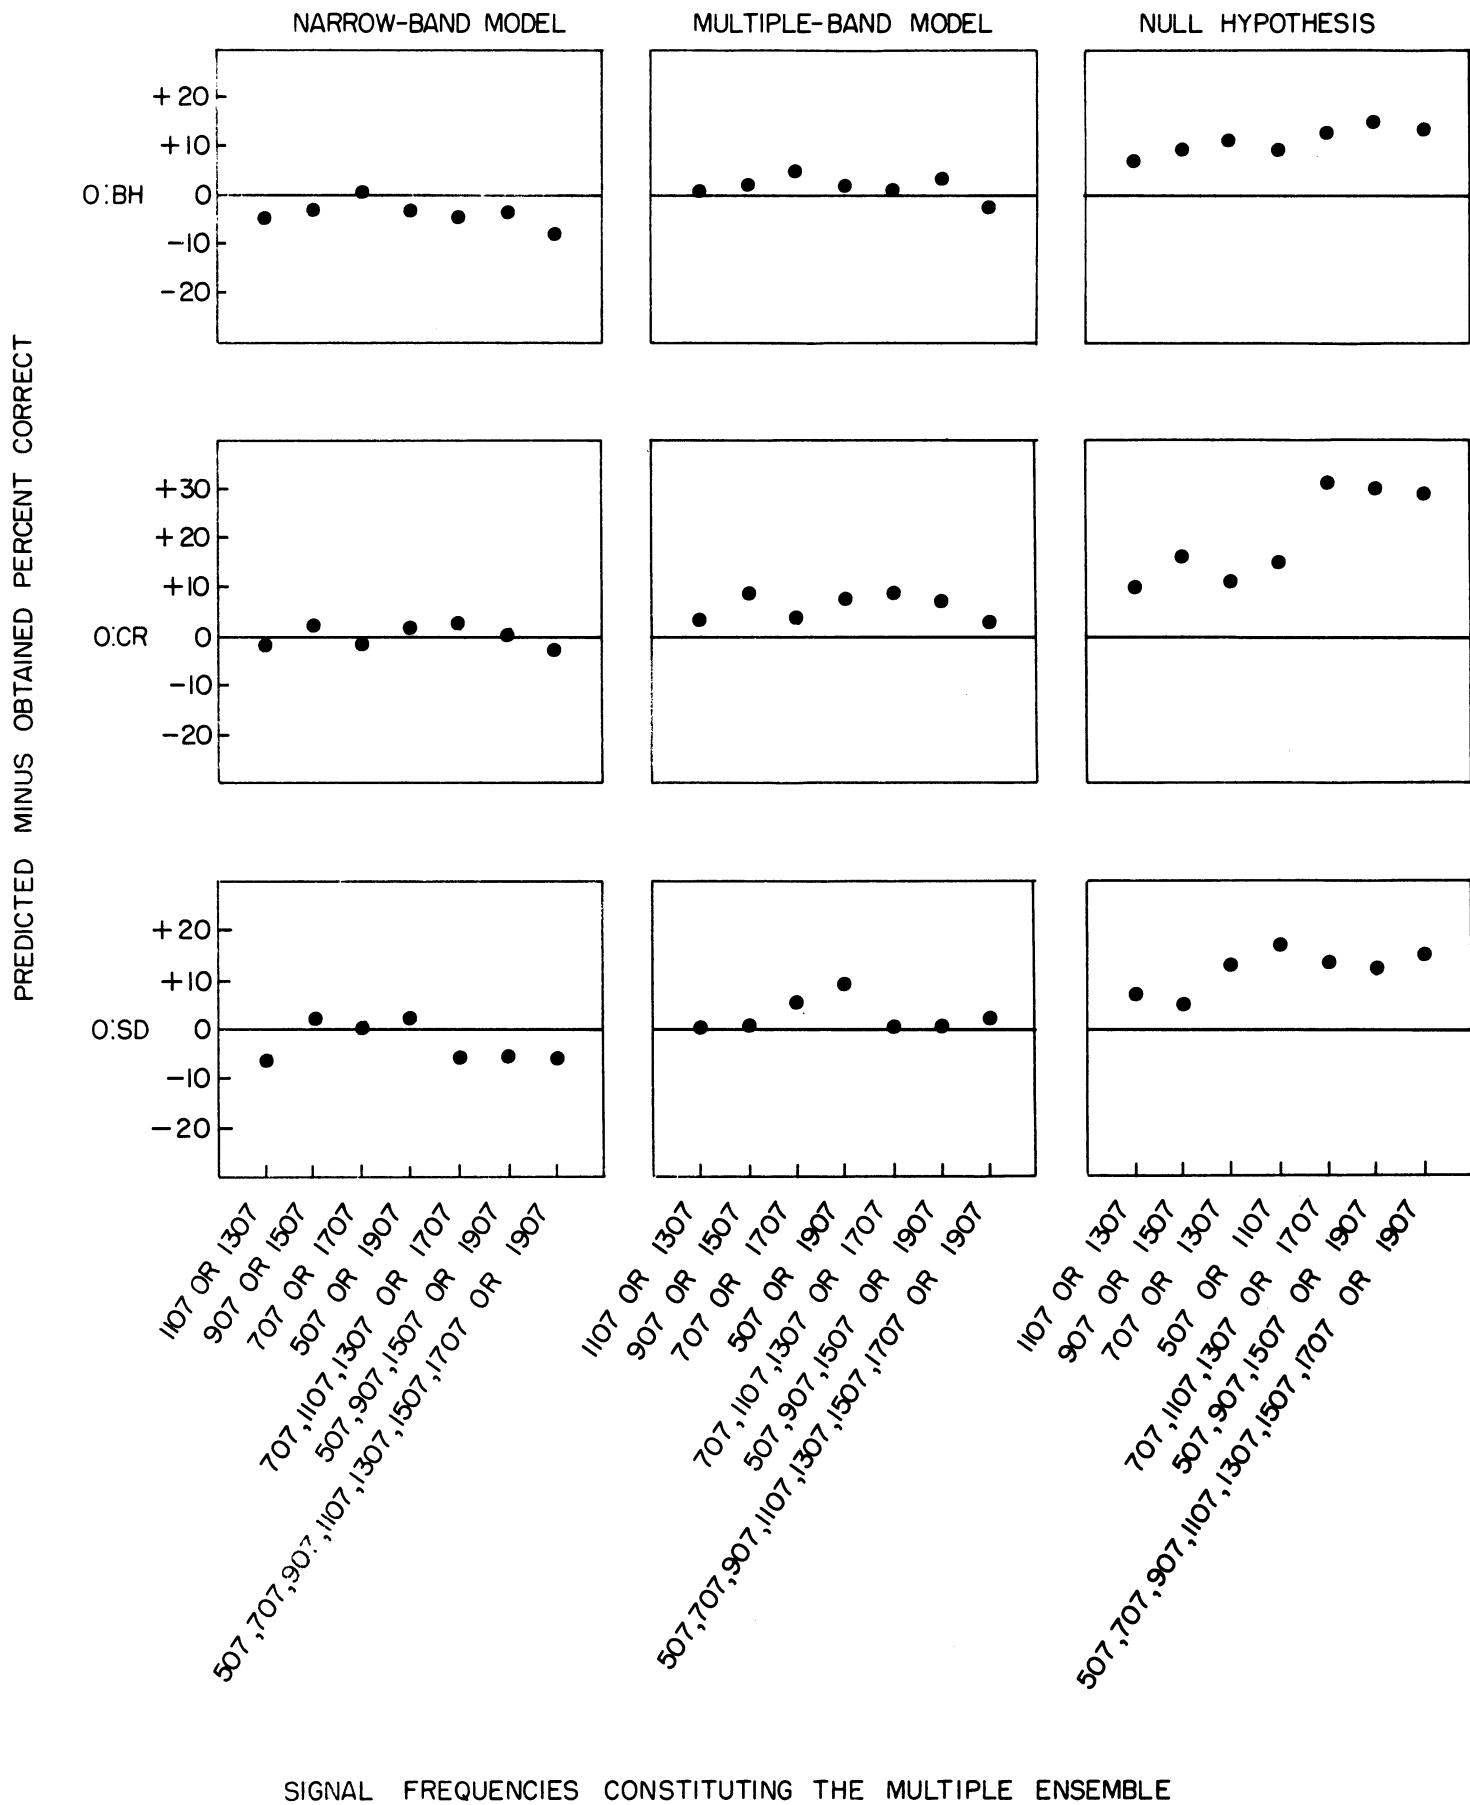 NARROW-BAND MODEL
MULTIPLE-BAND MODEL
NULL HYPOTHESIS
PREDICTED MINUS OBTAINED PERCENT CORRECT
+20
+10
O:BH 0
-10
-20
+30
+20
+10
O:CR 0
-10
-20
+20
+10
O:SD 0
-10
-20
1107 OR 1307
907 OR 1507
707 OR 1707
507 OR 1907
707,1107,1307 OR 1707
507,907,1507 OR 1907
507,707,907,1107,1307,1507,1707 OR 1907
1107 OR 1307
907 OR 1507
707 OR 1707
507 OR 1907
707,1107,1307 OR 1707
507,907,1507 OR 1907
507,707,907,1107,1307,1507,1707 OR 1907
1107 OR 1307
907 OR 1507
707 OR 1307
507 OR 1107
707,1107,1307 OR 1707
507,907,1507 OR 1907
507,707,907,1107,1307,1507,1707 OR 1907
SIGNAL FREQUENCIES CONSTITUTING THE MULTIPLE ENSEMBLE